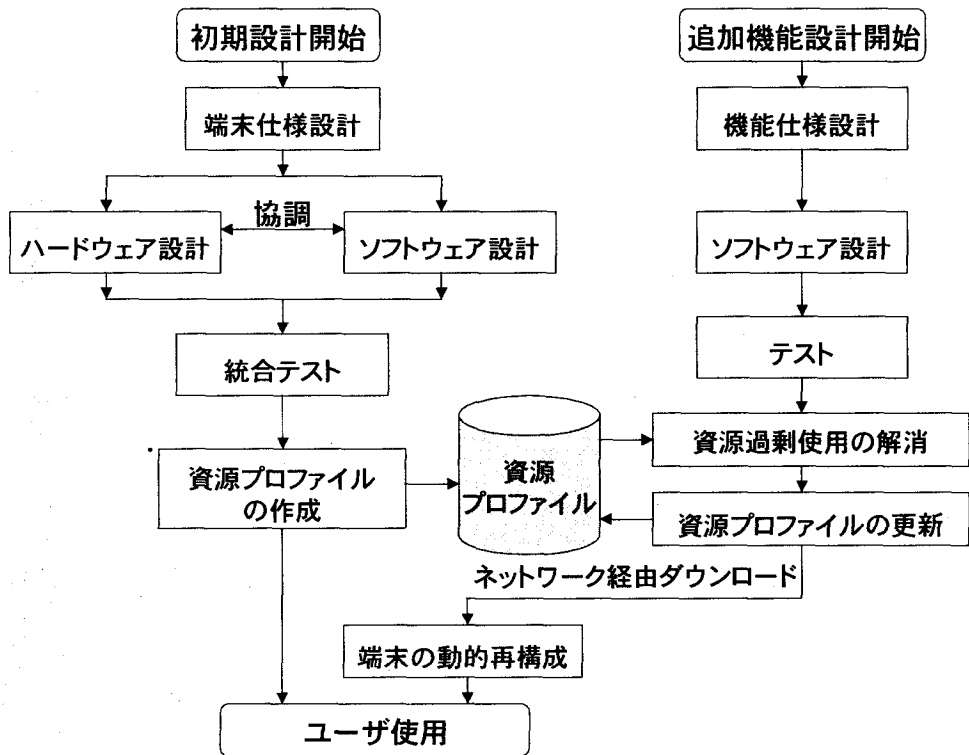 初期設計開始
端末仕様設計
ハードウェア設計
協調
ソフトウェア設計
統合テスト
資源プロファイル
の作成
資源
プロファイル
追加機能設計開始
機能仕様設計
ソフトウェア設計
テスト
資源過剰使用の解消
資源プロファイルの更新
ネットワーク経由ダウンロード
端末の動的再構成
ユーザ使用